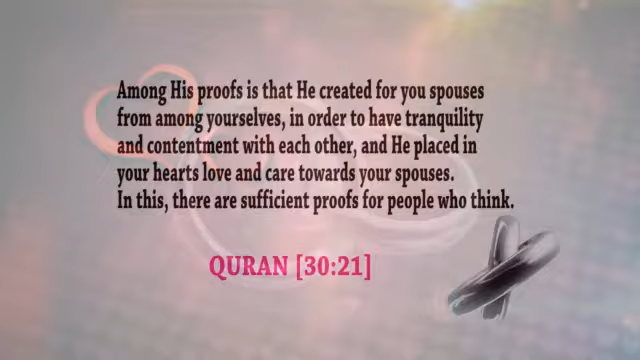 Among His proofs is that He created for you spouses
from among yourselves, in order to have tranquility
and contentment with each other, and He placed in
your hearts love and care towards your spouses.
In this, there are sufficient proofs for people who think.
QURAN [30:21]